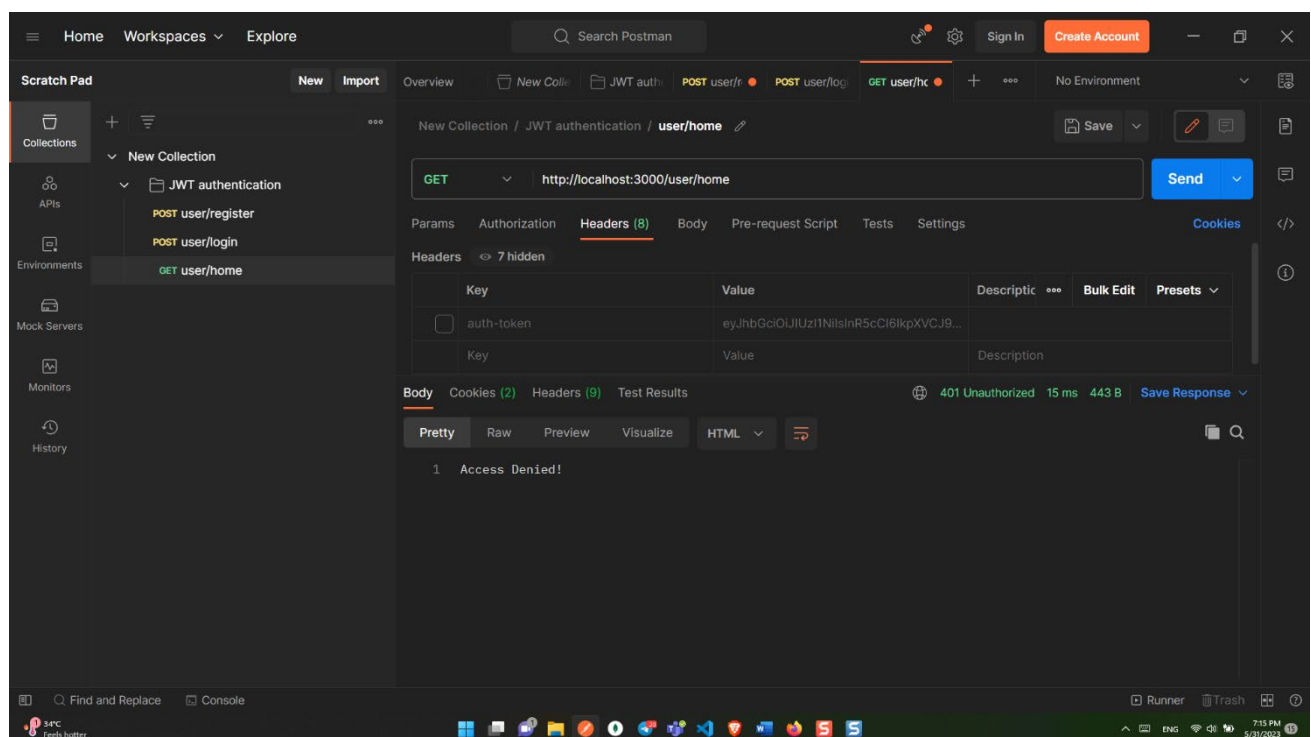 Home Workspaces Explore Search Postman Sign In Create Account
Scratch Pad New Import Overview New Colle JWT auth POST user/r POST user/log GET user/hc No Environment
Collections
APIs
Environments
Mock Servers
Monitors
History
New Collection
JWT authentication
POST user/register
POST user/login
GET user/home
New Collection / JWT authentication / user/home Save
GET http://localhost:3000/user/home Send
Params Authorization Headers (8) Body Pre-request Script Tests Settings Cookies
Headers 7 hidden
Key Value Descriptic Bulk Edit Presets
auth-token eyJhbGciOiJIUzI1NiIsInR5cCI6IkpXVCJ9...
Key Value Description
Body Cookies (2) Headers (9) Test Results 401 Unauthorized 15 ms 443 B Save Response
Pretty Raw Preview Visualize HTML
1 Access Denied!
Find and Replace Console Runner Trash
34°C
Feels hotter
ENG 7:15 PM
5/31/2023